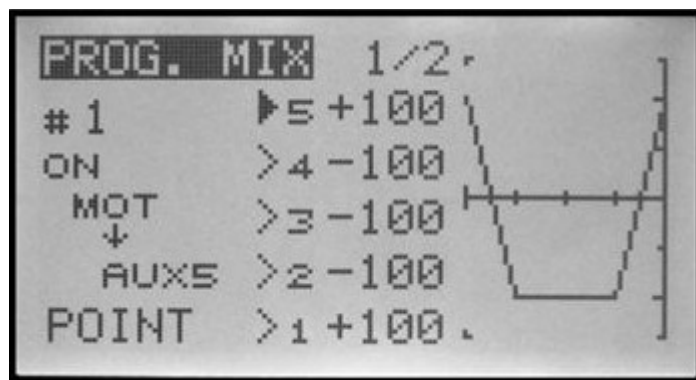 PROG. MIX 1/2
#1 5 +100
ON >4 -100
MOT >3 -100
↓
AUX5 >2 -100
POINT >1 +100